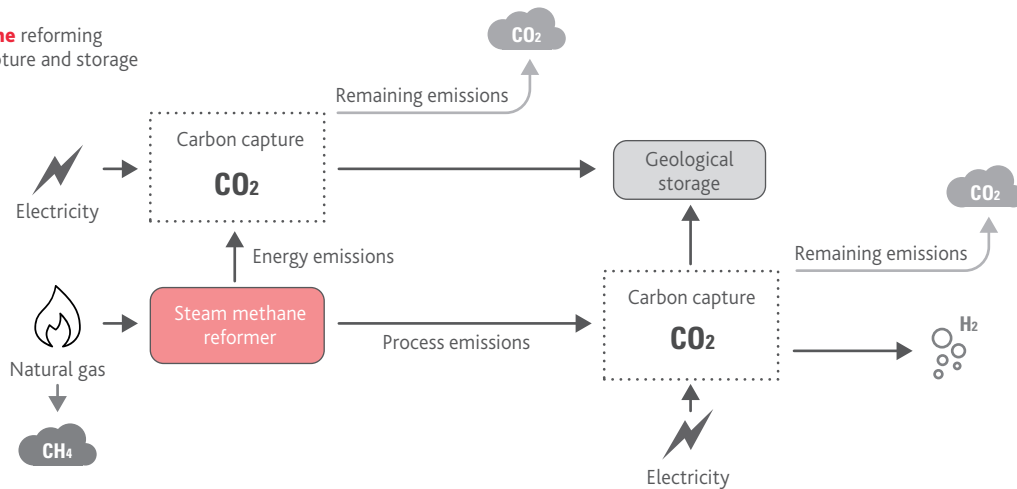 reforming
and storage
CO2
Remaining emissions
Carbon capture
CO2
Electricity
Geological
storage
CO2
Energy emissions
Remaining emissions
Steam methane
reformer
Process emissions
Carbon capture
CO2
H2
Natural gas
CH4
Electricity